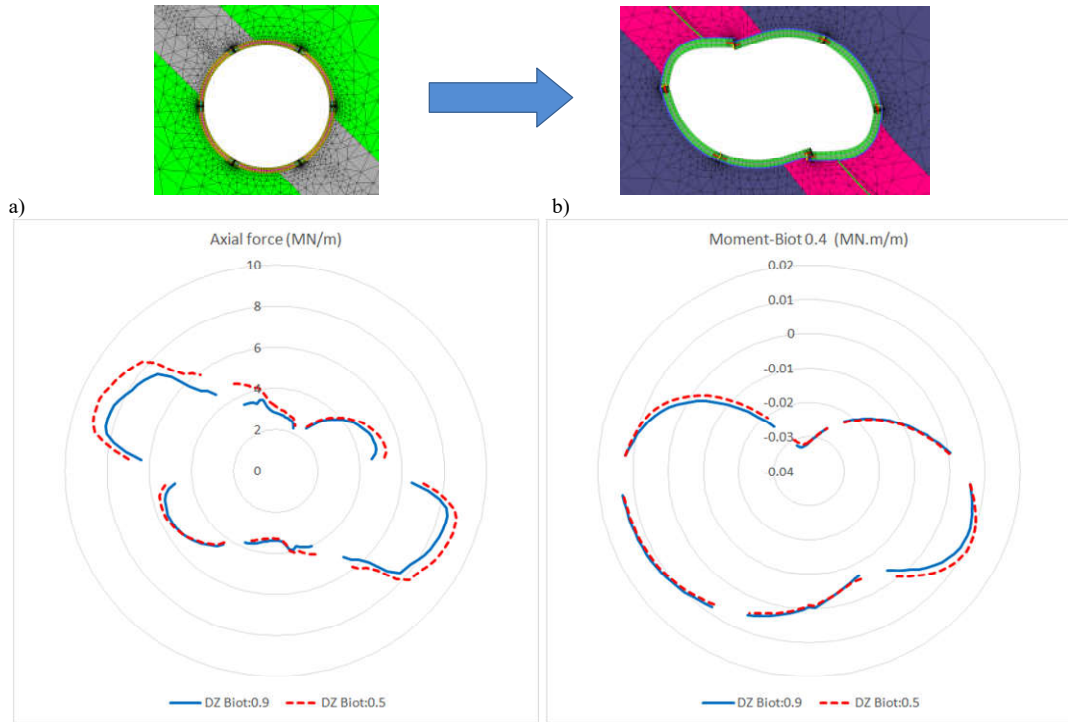 a)
b)
Axial force (MN/m)
10
8
6
4
2
0
DZ Biot:0.9
DZ Biot:0.5
Moment-Biot 0.4 (MN.m/m)
0.02
0.01
0
-0.01
-0.02
-0.03
0.04
DZ Biot:0.9
DZ Biot:0.5